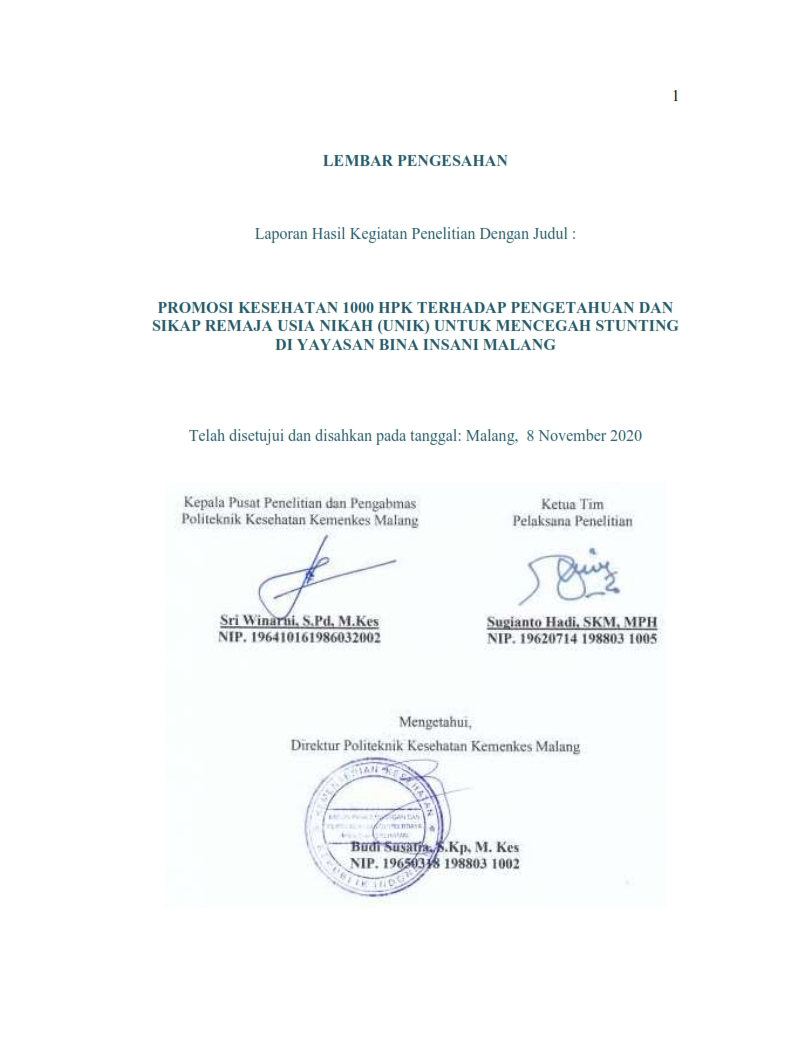 1
LEMBAR PENGESAHAN
Laporan Hasil Kegiatan Penelitian Dengan Judul :
PROMOSI KESEHATAN 1000 HPK TERHADAP PENGETAHUAN DAN
SIKAP REMAJA USIA NIKAH (UNIK) UNTUK MENCEGAH STUNTING
DI YAYASAN BINA INSANI MALANG
Telah disetujui dan disahkan pada tanggal: Malang,  8 November 2020
Kepala Pusat Penelitian dan Pengabmas
Politeknik Kesehatan Kemenkes Malang
Sri Winarni, S.Pd, M.Kes
NIP. 196410161986032002
Ketua Tim
Pelaksana Penelitian
Sugianto Hadi, SKM, MPH
NIP. 19620714 198803 1005
Mengetahui,
Direktur Politeknik Kesehatan Kemenkes Malang
KEMENTERIAN KESEHATAN
REPUBLIK INDONESIA
Budi Susatia, S.Kp, M. Kes
NIP. 19650318 198803 1002